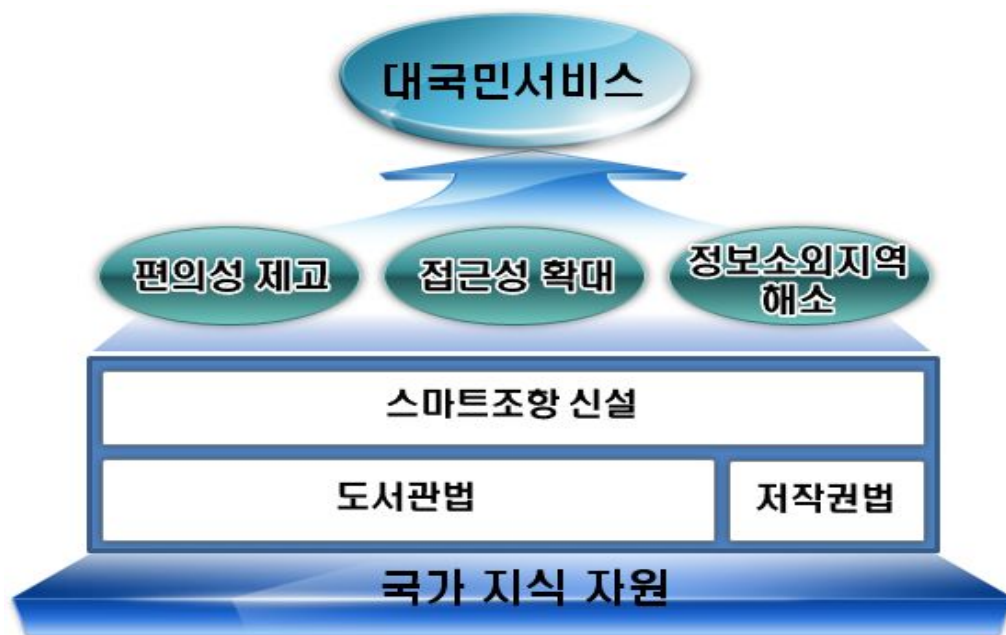 대국민서비스
편의성 제고
접근성 확대
정보소외지역
해소
스마트조항 신설
도서관법
저작권법
국가 지식 자원